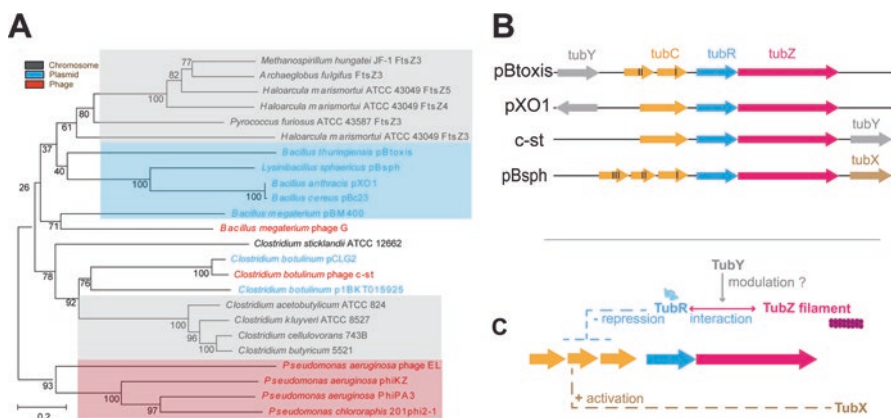 A
Chromosome
Plasmid
Phage
Methanospirillum hungatei JF-1 FtsZ3
Archaeglobus fulgifus FtsZ3
Haloarcula marismortui ATCC 43049 FtsZ5
Haloarcula marismortui ATCC 43049 FtsZ4
Pyrococcus furiosus ATCC 43587 FtsZ3
Haloarcula marismortui ATCC 43049 FtsZ3
Bacillus thuringiensis pBtoxis
Lysinibacillus sphaericus pBsph
Bacillus anthracis pXO1
Bacillus cereus pBc25
Bacillus megaterium pBM400
Bacillus megaterium phage G
Clostridium sticklandii ATCC 12662
Clostridium botulinum pCLG2
Clostridium botulinum phage c-st
Clostridium botulinum p1BKT015925
Clostridium acetobutylicum ATCC 824
Clostridium kluyveri ATCC 8527
Clostridium cellulovorans 743B
Clostridium butyricum 5521
Pseudomonas aeruginosa phage EL
Pseudomonas aeruginosa phiKZ
Pseudomonas aeruginosa PhiPA3
Pseudomonas chlororaphis 201phi2-1
77
82
100
80
61
37
40
100
100
26
71
78
100
76
92
100
96
100
93
100
97
0.2
B
tubY tubC tubR tubZ
pBtoxis
pXO1
c-st tubY
pBsph tubX
C
TubY
modulation ?
- repression TubR interaction TubZ filament
+ activation
TubX